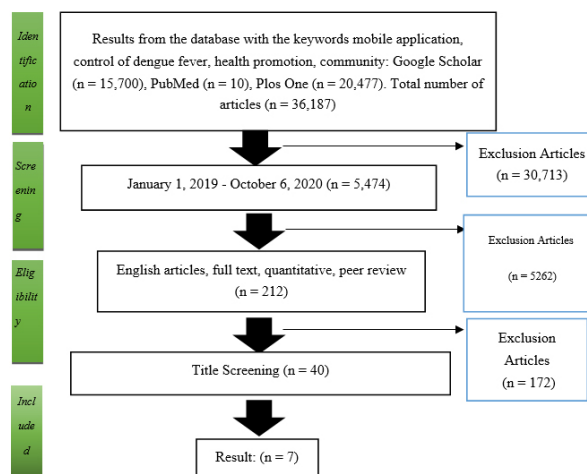 Iden
tific
atio
n
Results from the database with the keywords mobile application,
control of dengue fever, health promotion, community: Google Scholar
(n = 15,700), PubMed (n = 10), Plos One (n = 20,477). Total number of
articles (n = 36,187)
Exclusion Articles
(n = 30,713)
Scre
enin
g
January 1, 2019 - October 6, 2020 (n = 5,474)
Exclusion Articles
(n = 5262)
Elig
ibilit
y
English articles, full text, quantitative, peer review
(n = 212)
Exclusion
Articles
(n = 172)
Title Screening (n = 40)
Incl
ude
d
Result: (n = 7)